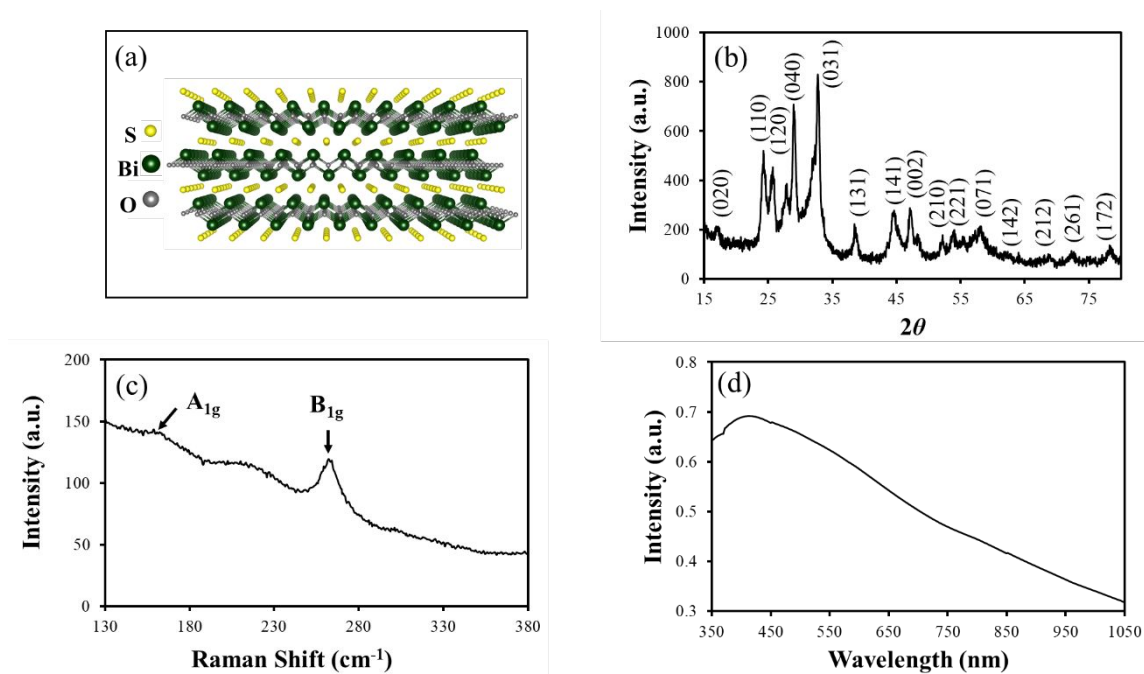 (a)
S
Bi
O
(b)
Intensity (a.u.)
1000
800
600
400
200
0
(020)
(110)
(120)
(040)
(031)
(131)
(141)
(002)
(210)
(221)
(071)
(142)
(212)
(261)
(172)
15 25 35 45 55 65 75
2θ
(c)
Intensity (a.u.)
200
150
100
50
0
A1g
B1g
130 180 230 280 330 380
Raman Shift (cm-1)
(d)
Intensity (a.u.)
0.8
0.7
0.6
0.5
0.4
0.3
350 450 550 650 750 850 950 1050
Wavelength (nm)